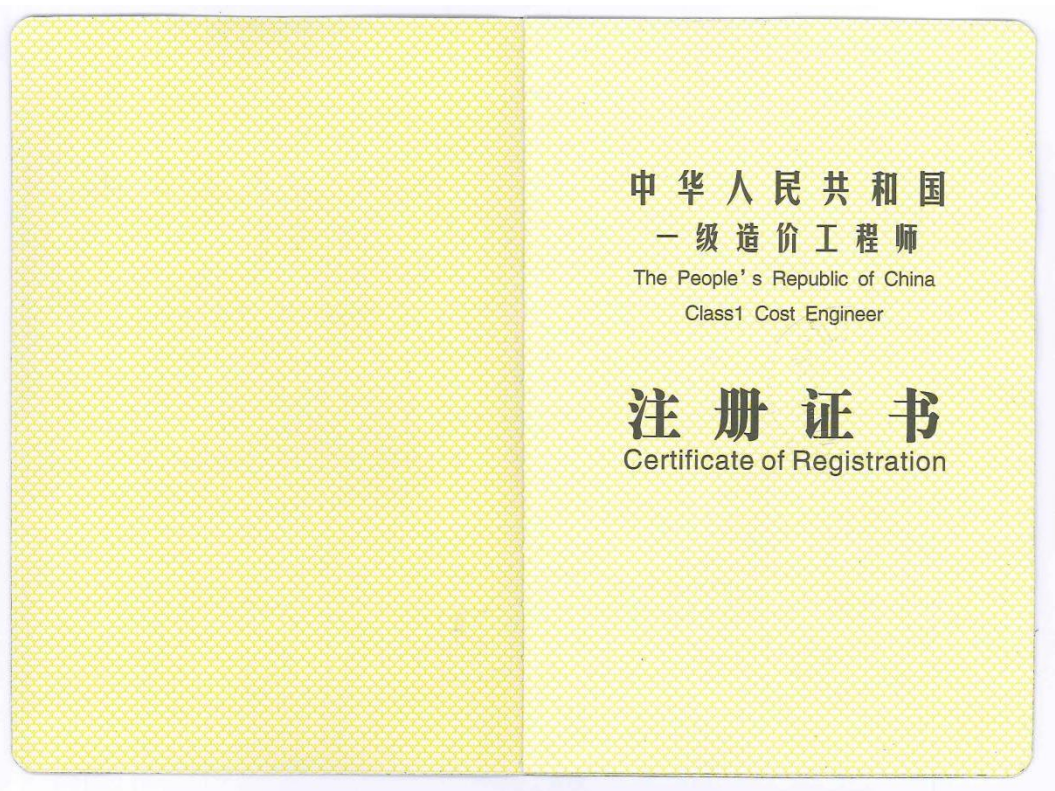 中华人民共和国
一级造价工程师
The People's Republic of China
Class1 Cost Engineer
注册证书
Certificate of Registration